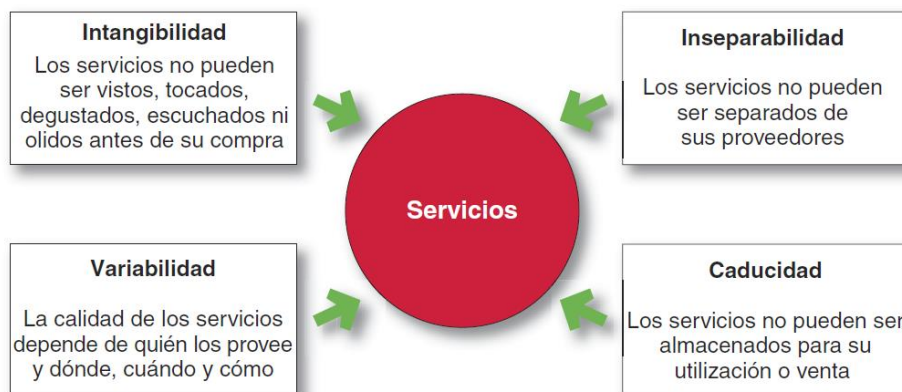 Intangibilidad
Los servicios no pueden
ser vistos, tocados,
degustados, escuchados ni
olidos antes de su compra
Inseparabilidad
Los servicios no pueden
ser separados de
sus proveedores
Servicios
Variabilidad
La calidad de los servicios
depende de quién los provee
y dónde, cuándo y cómo
Caducidad
Los servicios no pueden ser
almacenados para su
utilización o venta